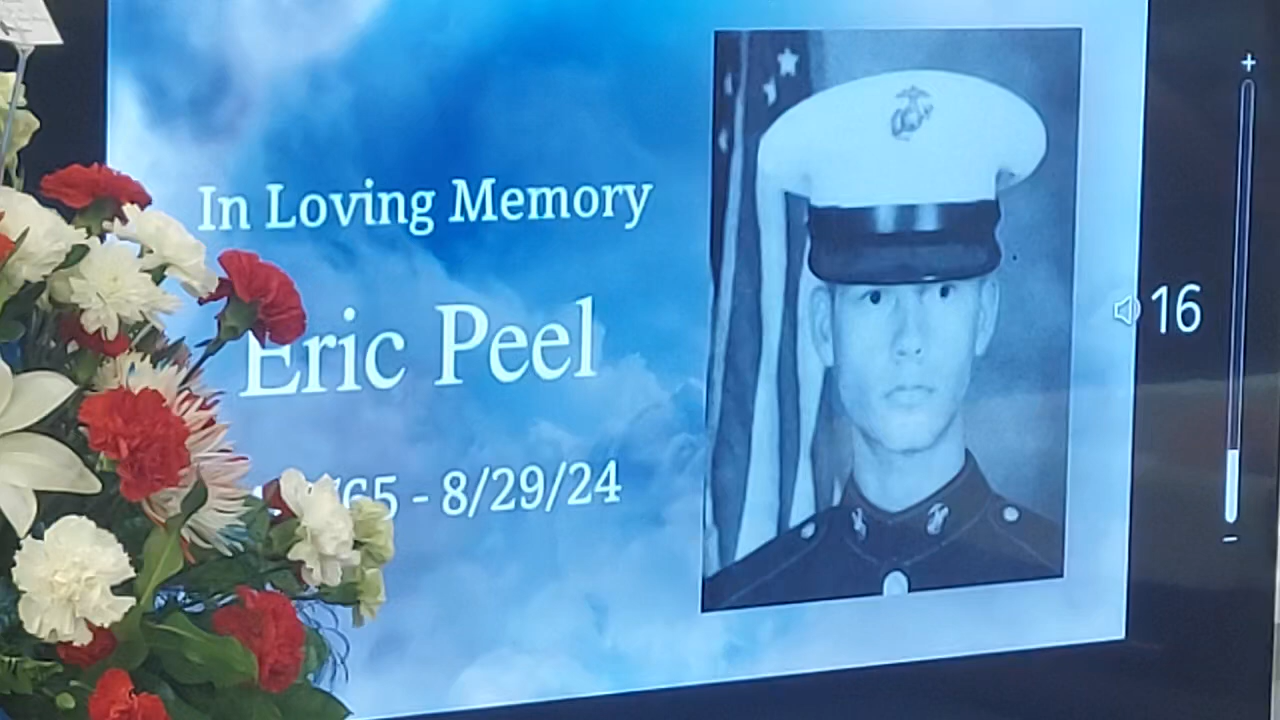 In Loving Memory
Eric Peel
/65 - 8/29/24
+
16
-